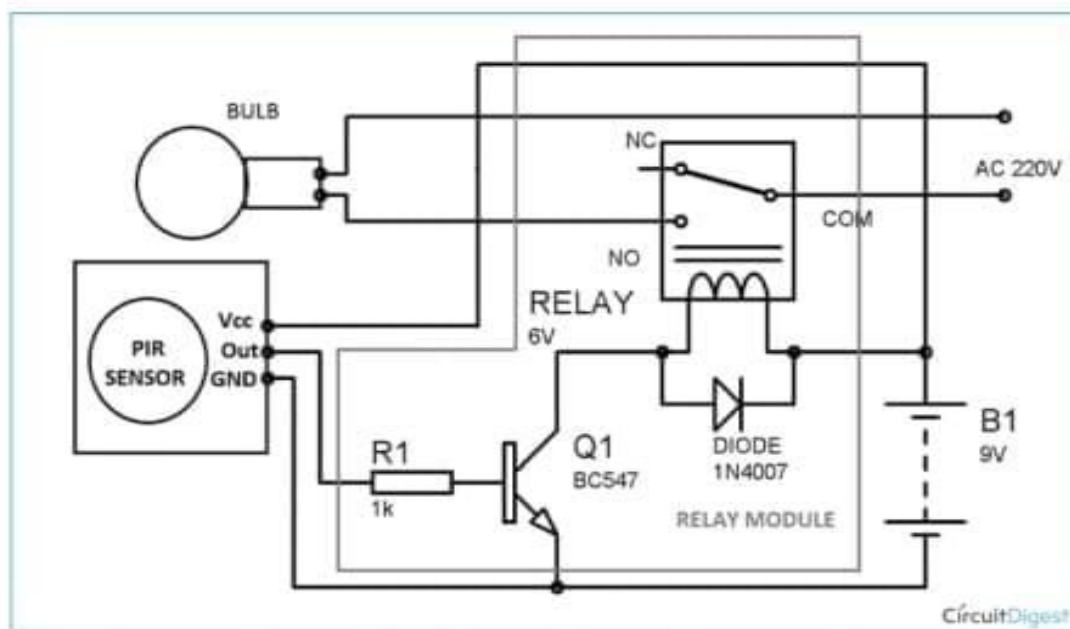 BULB
NC
AC 220V
COM
NO
RELAY
6V
Vcc
Out
GND
PIR
SENSOR
R1
1k
Q1
BC547
DIODE
1N4007
B1
9V
RELAY MODULE
CircuitDigest